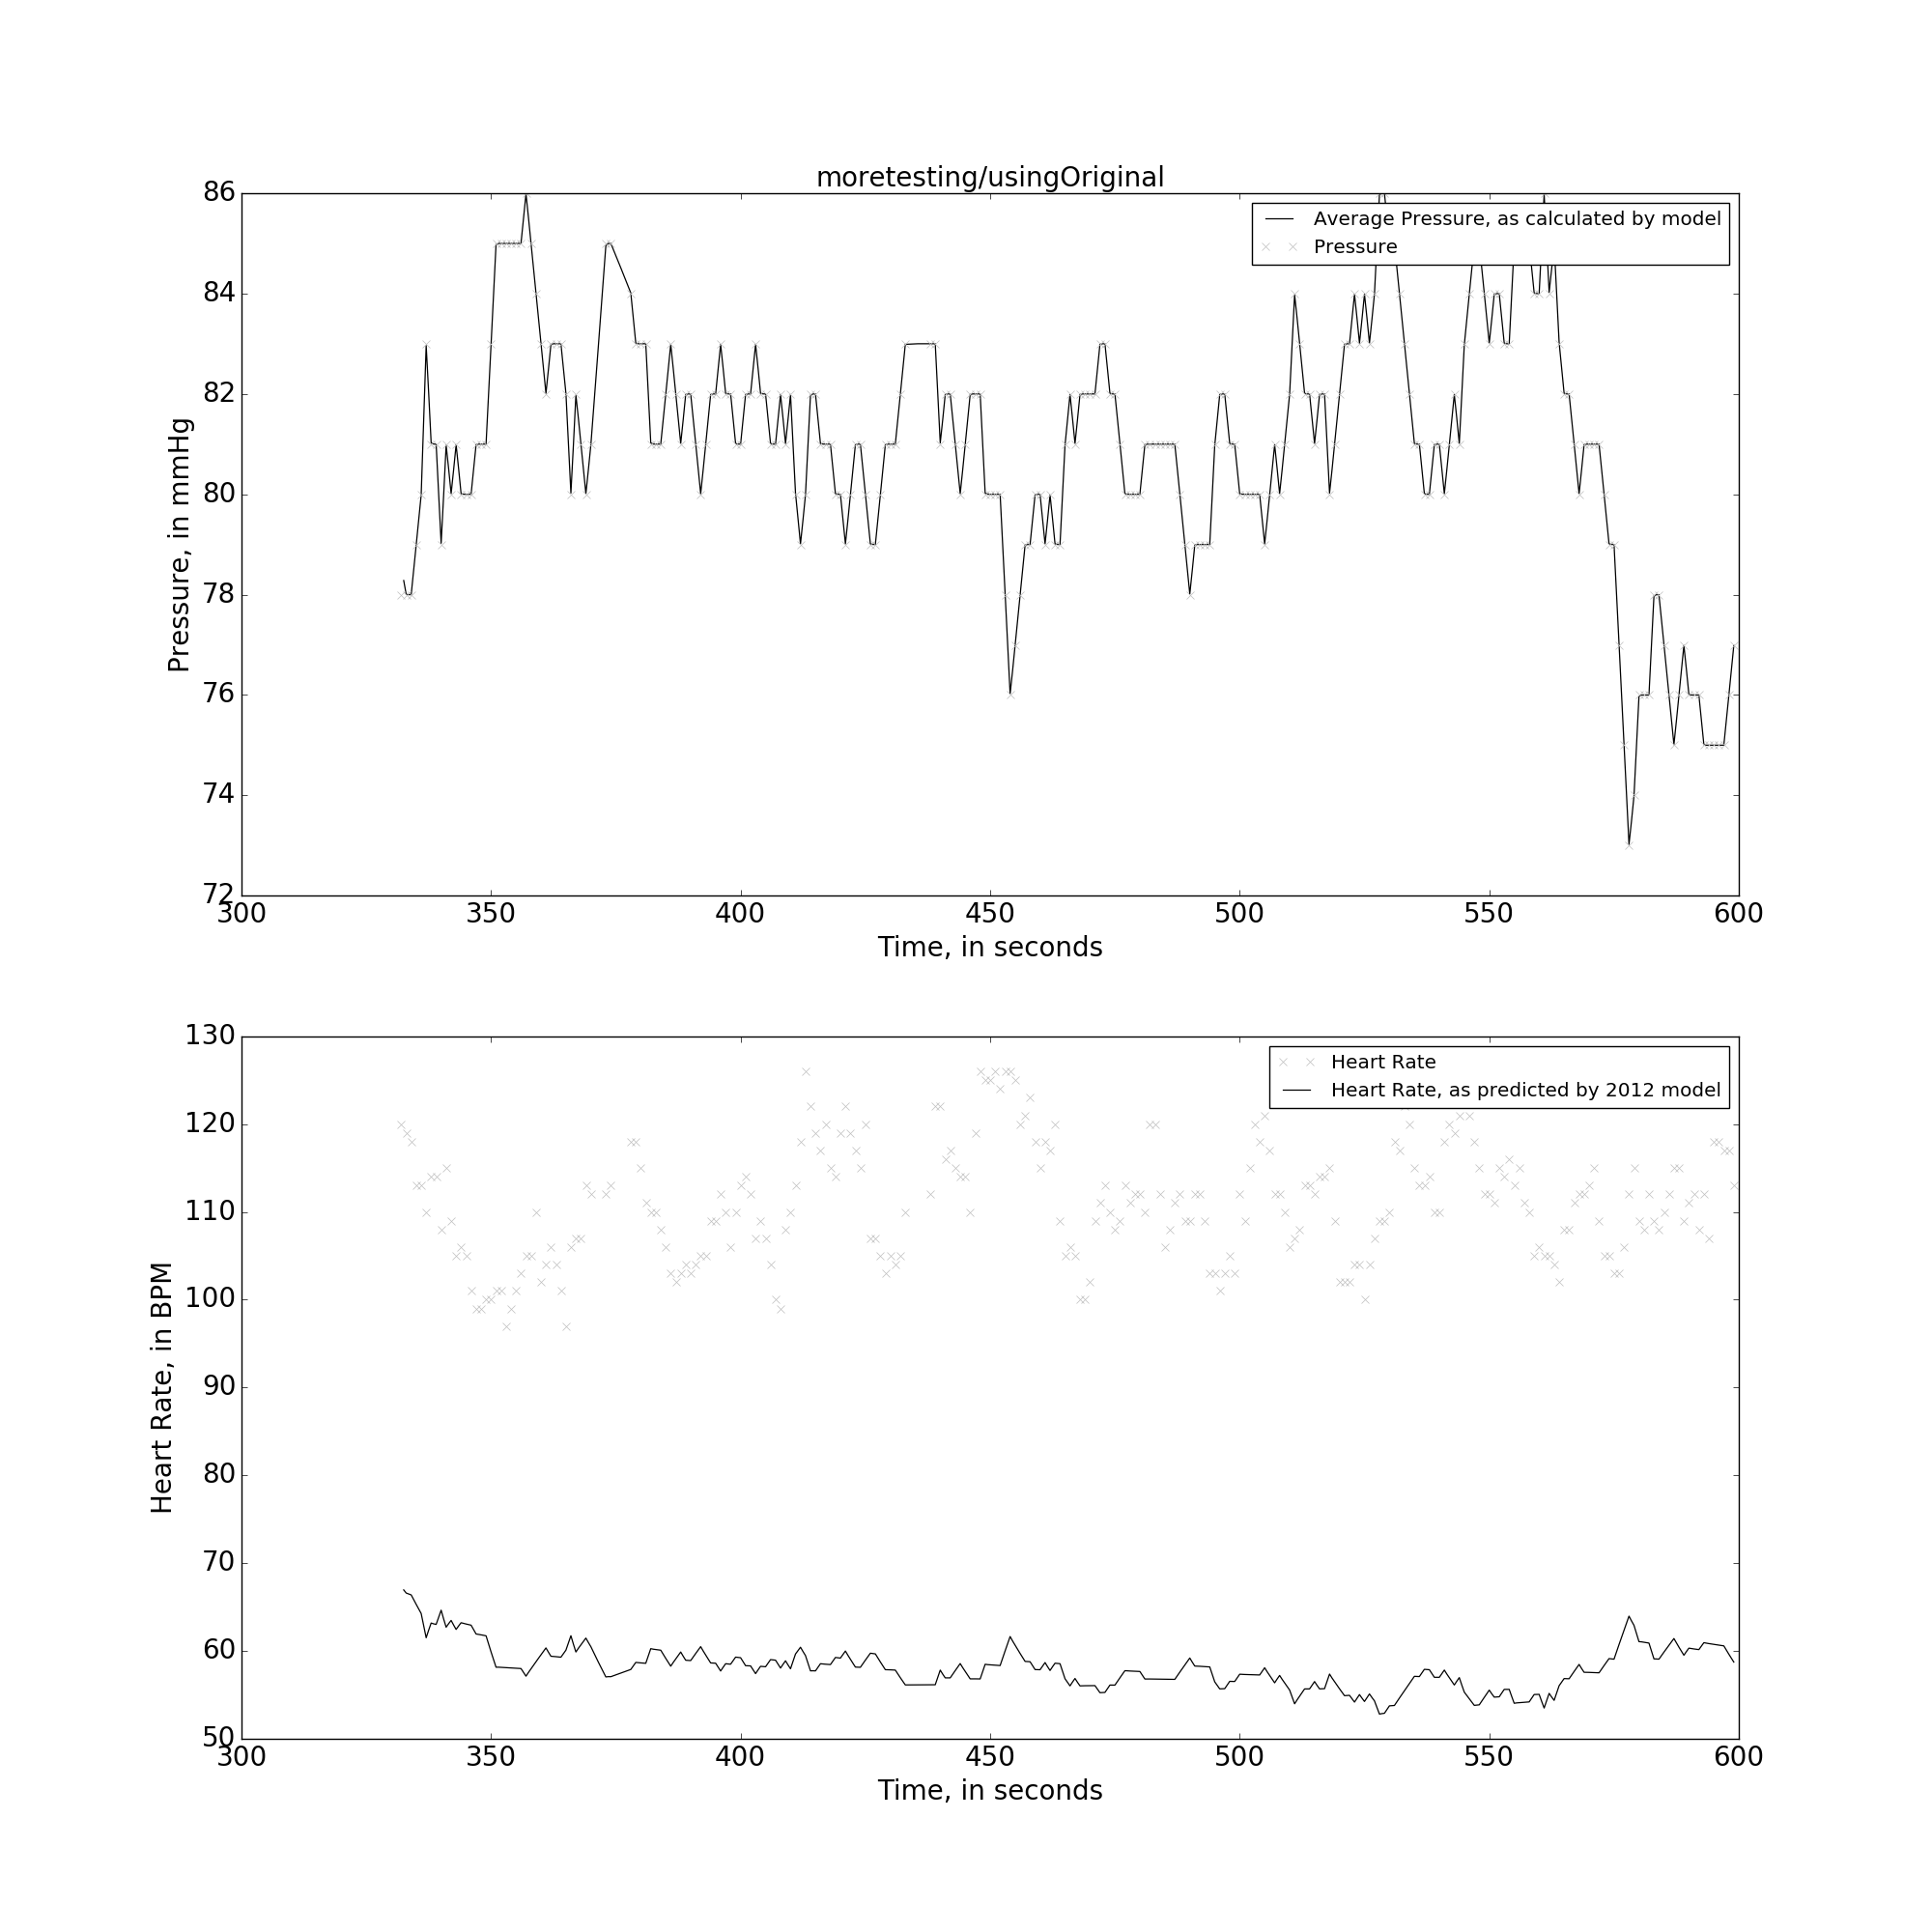 moretesting/usingOriginal
86
84
82
80
78
76
74
72
Pressure, in mmHg
Average Pressure, as calculated by model
Pressure
300 350 400 450 500 550 600
Time, in seconds
130
120
110
100
90
80
70
60
50
Heart Rate, in BPM
Heart Rate
Heart Rate, as predicted by 2012 model
300 350 400 450 500 550 600
Time, in seconds